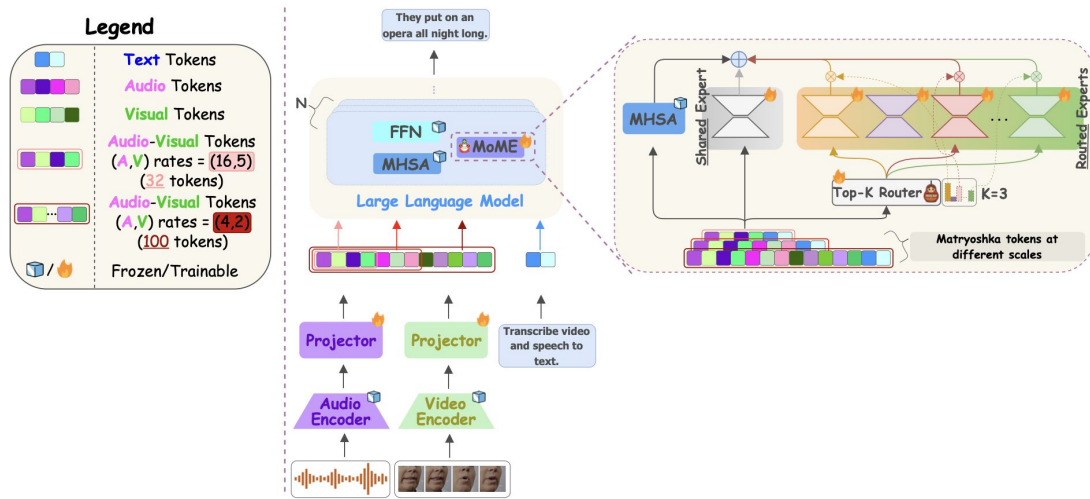 Legend
Text Tokens
Audio Tokens
Visual Tokens
Audio-Visual Tokens
(A,V) rates = (16,5)
(32 tokens)
Audio-Visual Tokens
(A,V) rates = (4,2)
(100 tokens)
/
Frozen/Trainable
They put on an
opera all night long.
N
FFN
MHSA
MoME
Large Language Model
Projector
Projector
Transcribe video
and speech to
text.
Audio
Encoder
Video
Encoder
MHSA
Shared Expert
...
Routed Experts
Top-K Router
K=3
Matryoshka tokens at
different scales